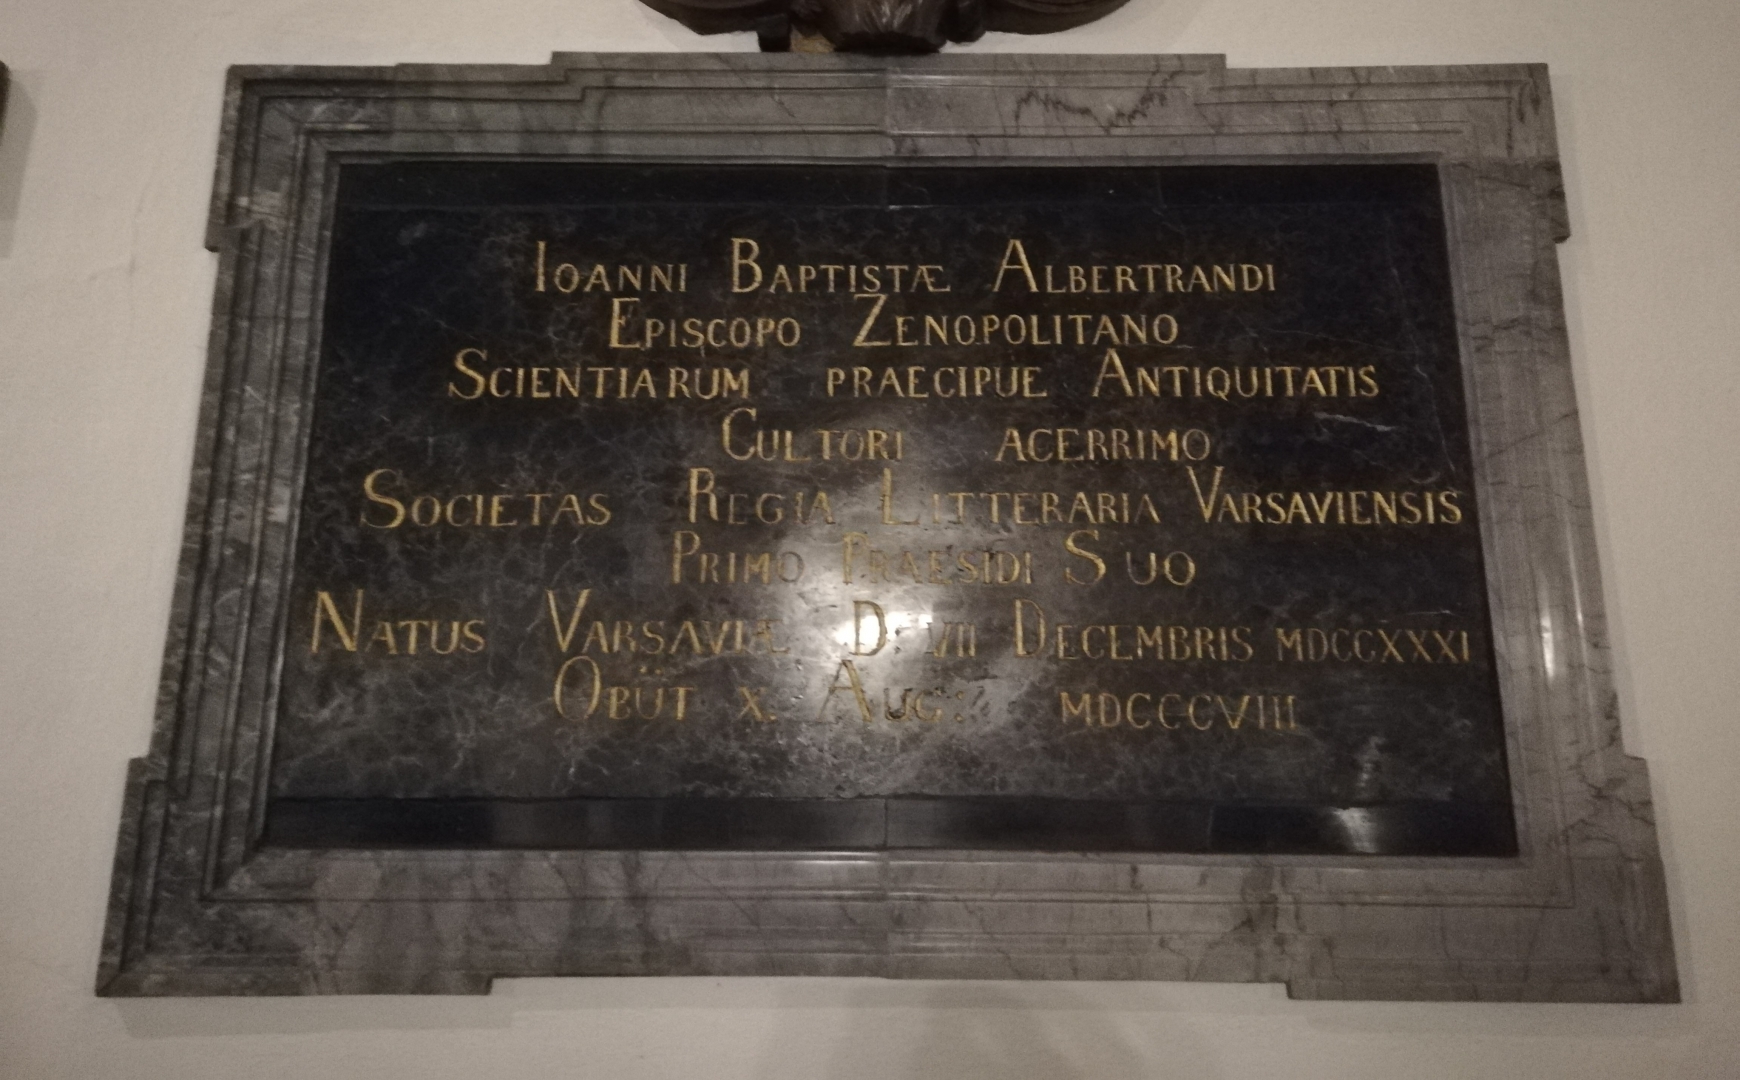 IOANNI BAPTISTÆ ALBERTRANDI
EPISCOPO ZENOPOLITANO
SCIENTIARUM PRAECIPUE ANTIQUITATIS
CULTORI ACERRIMO
SOCIETAS REGIA LITTERARIA VARSAVIENSIS
PRIMO PRAESIDI SUO
NATUS VARSAVIÆ D: VII DECEMBRIS MDCCXXXI
OBÜT X. AUG: MDCCCVIII